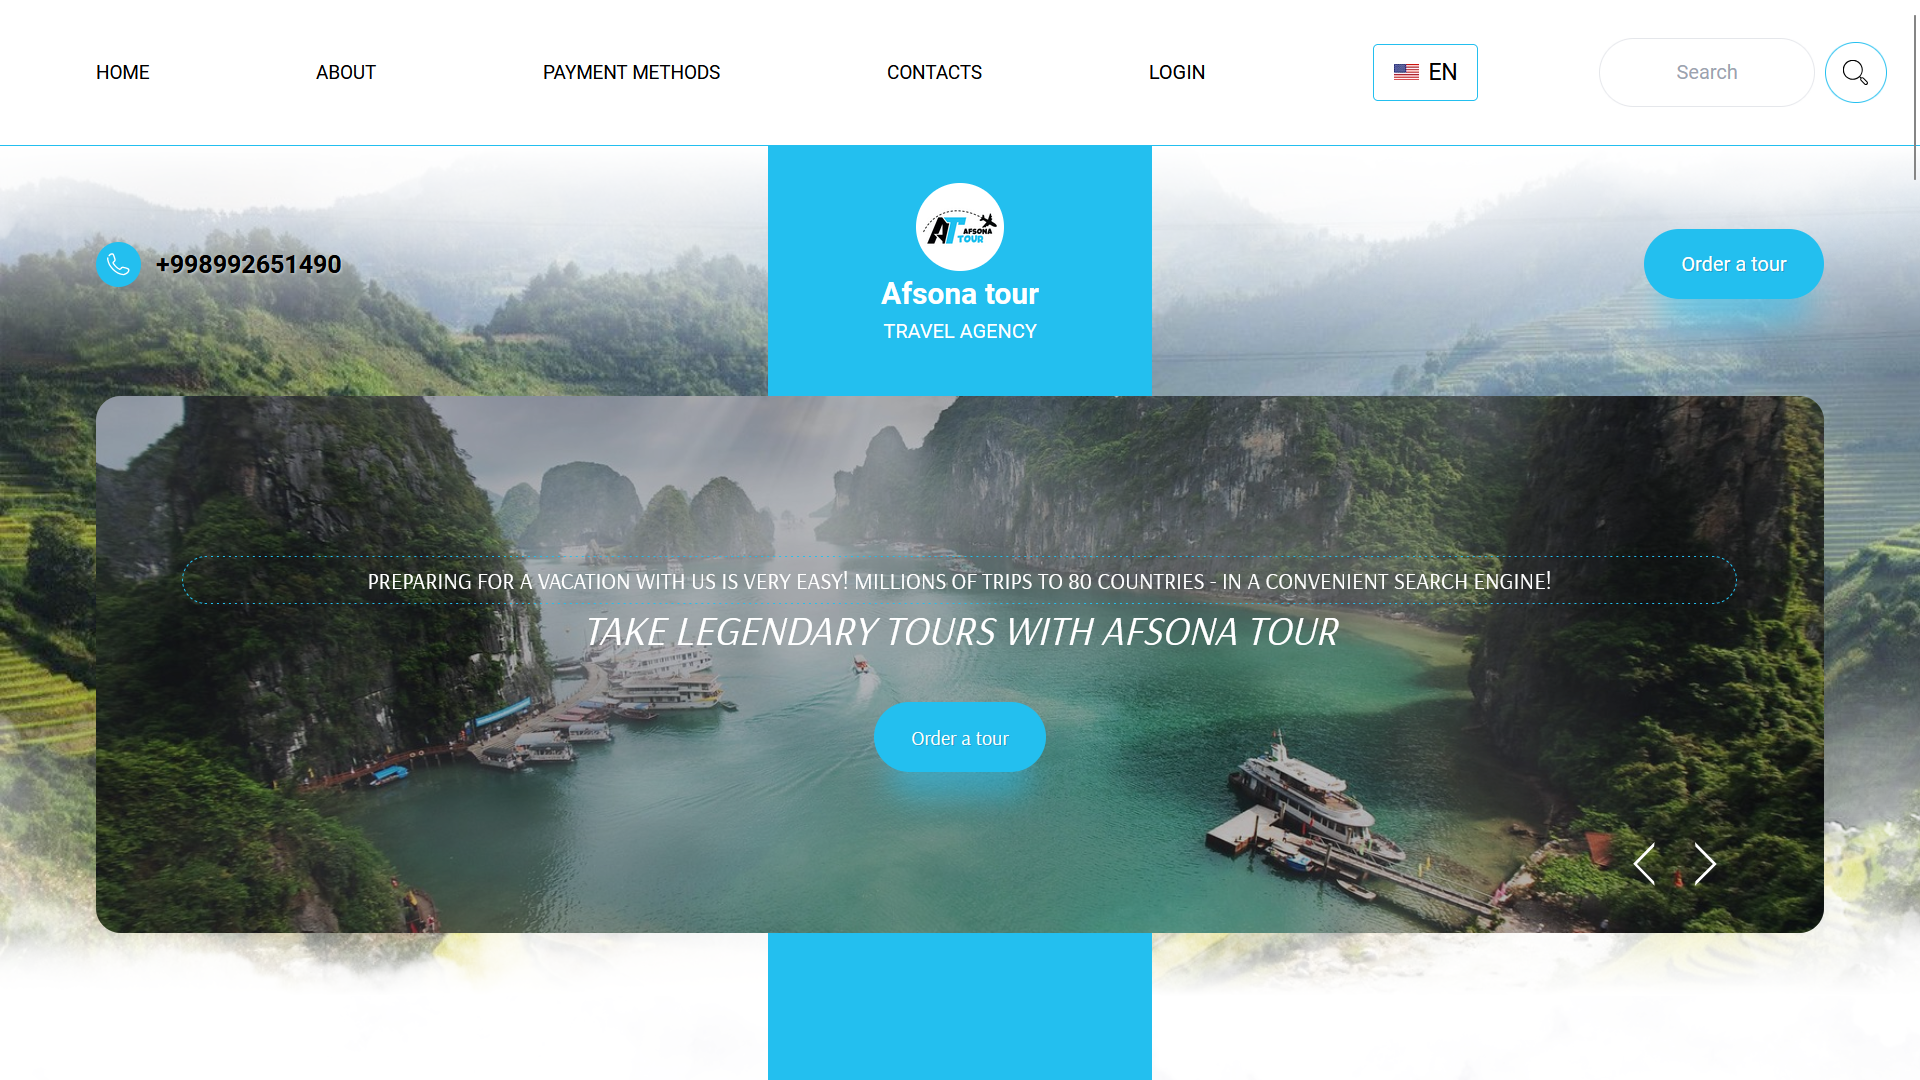 HOME
ABOUT
PAYMENT METHODS
CONTACTS
LOGIN
EN
Search
+998992651490
AT AFSONA
TOUR
Afsona tour
TRAVEL AGENCY
Order a tour
PREPARING FOR A VACATION WITH US IS VERY EASY! MILLIONS OF TRIPS TO 80 COUNTRIES - IN A CONVENIENT SEARCH ENGINE!
TAKE LEGENDARY TOURS WITH AFSONA TOUR
Order a tour